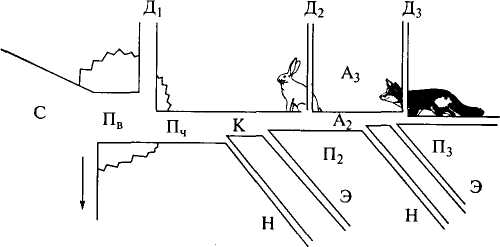 Д1 Д2 Д3
А3
С Пв Пч К А2
П2 П3
Э Э
Н Н